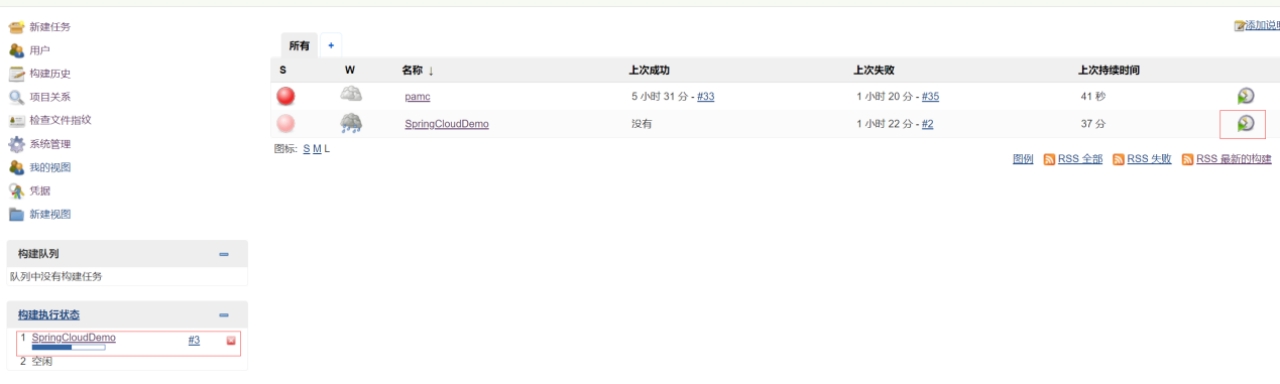 新建任务
用户
构建历史
项目关系
检查文件指纹
系统管理
我的视图
凭据
新建视图
构建队列
队列中没有构建任务
构建执行状态
1 SpringCloudDemo #3
2 空闲
添加说明
所有 +
S W 名称 ↓ 上次成功 上次失败 上次持续时间
pamc 5 小时 31 分 - #33 1 小时 20 分 - #35 41 秒
SpringCloudDemo 没有 1 小时 22 分 - #2 37 分
图标: S M L
图例 RSS 全部 RSS 失败 RSS 最新的构建